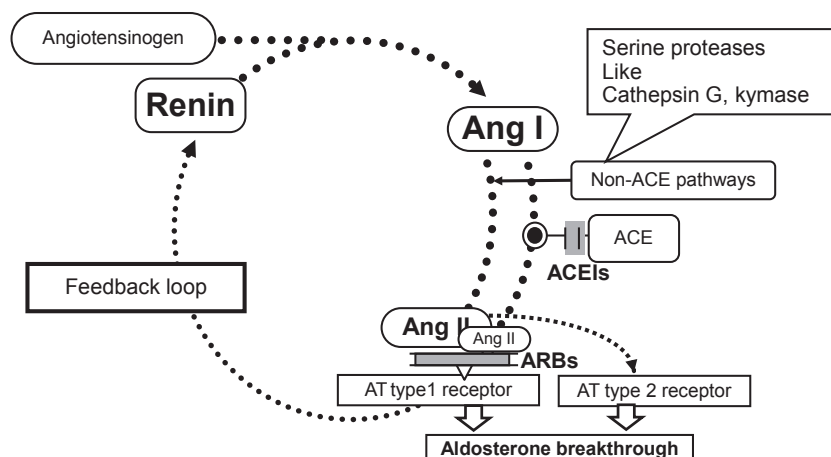 Angiotensinogen
Renin
Ang I
Serine proteases
Like
Cathepsin G, kymase
Non-ACE pathways
ACE
ACEIs
Feedback loop
Ang II
Ang II
ARBs
AT type1 receptor
AT type 2 receptor
Aldosterone breakthrough